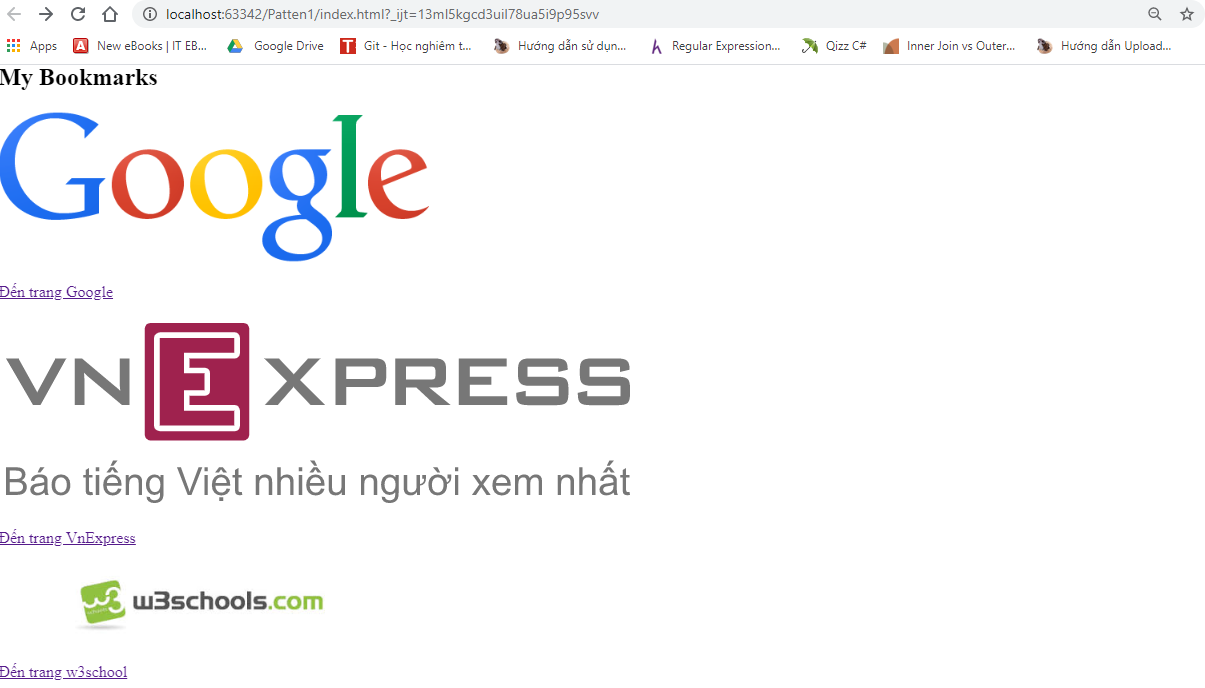 localhost:63342/Patten1/index.html?_ijt=13ml5kgcd3uil78ua5i9p95svv
Apps New eBooks | IT EB... Google Drive Git - Học nghiêm t... Hướng dẫn sử dụn... Regular Expression... Qizz C# Inner Join vs Outer... Hướng dẫn Upload...
My Bookmarks
Google
Đến trang Google
VNEXPRESS
Báo tiếng Việt nhiều người xem nhất
Đến trang VnExpress
w3schools.com
Đến trang w3school